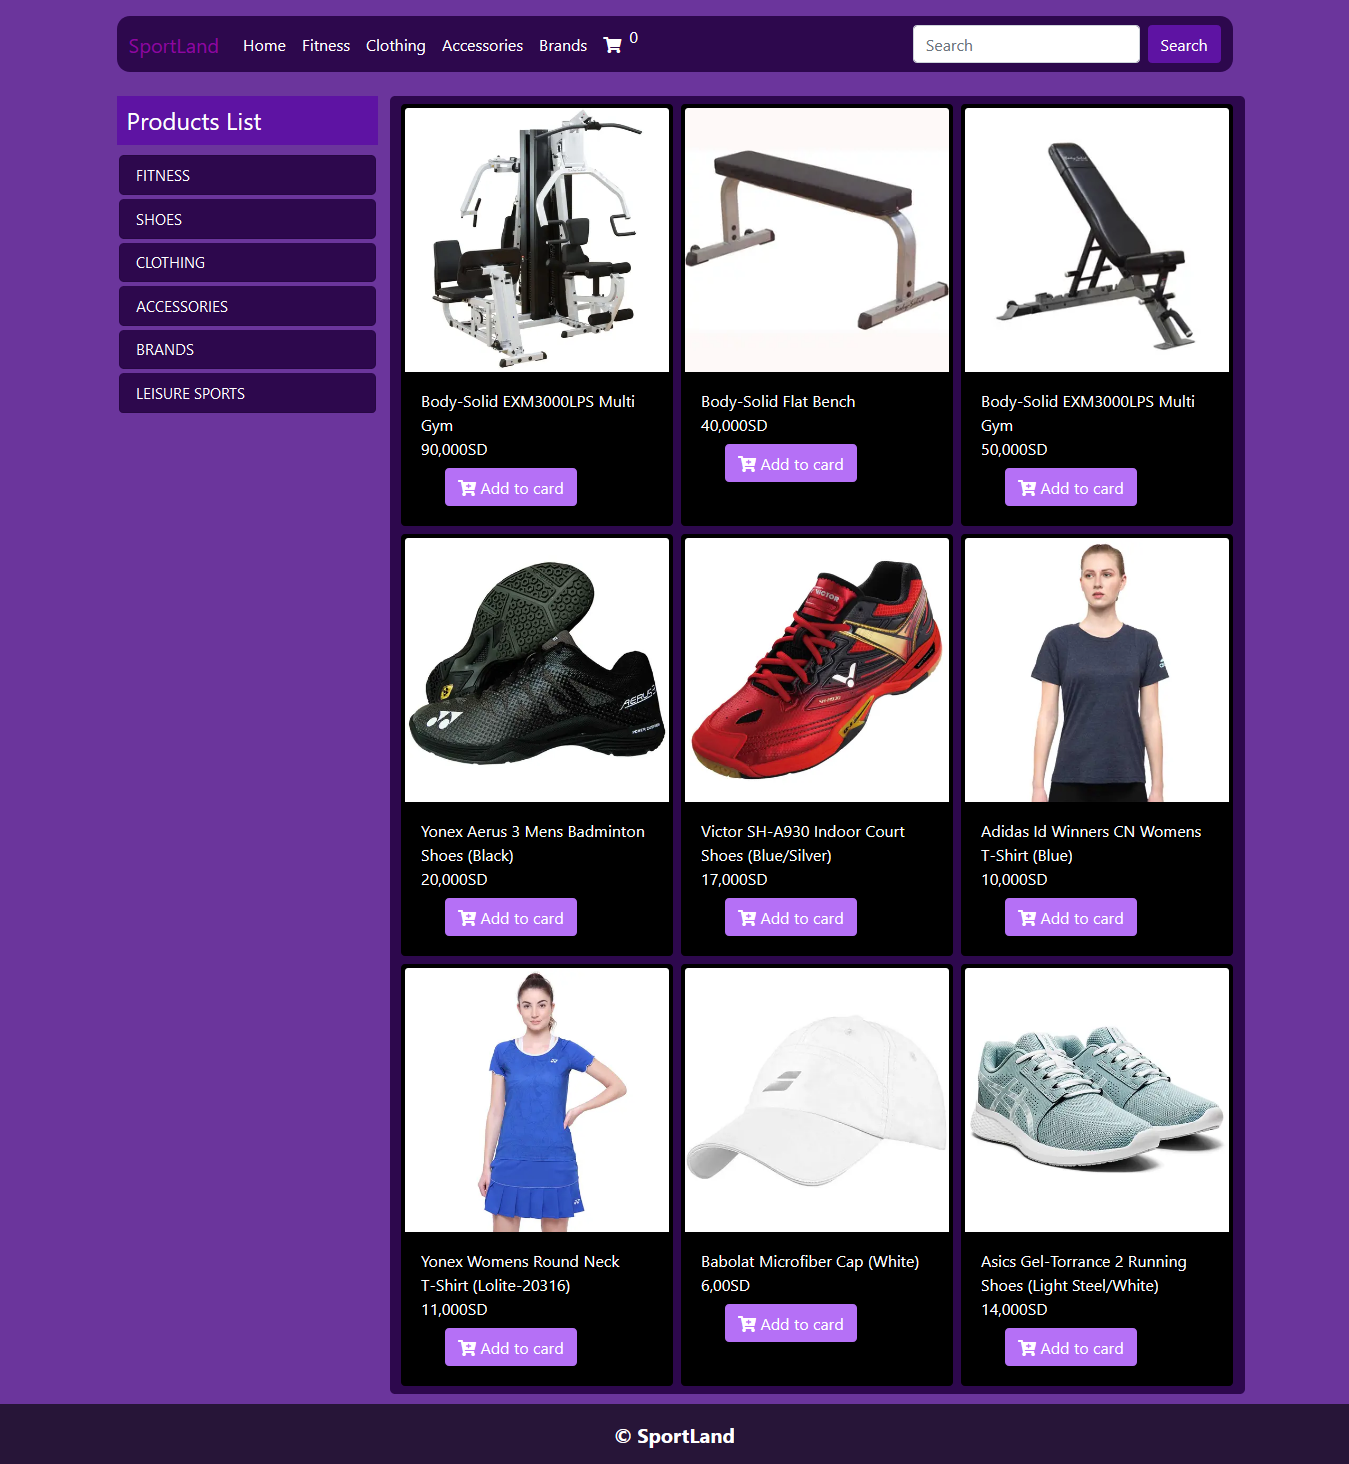 SportLand Home Fitness Clothing Accessories Brands 0 Search Search
Products List
FITNESS
SHOES
CLOTHING
ACCESSORIES
BRANDS
LEISURE SPORTS
Body-Solid EXM3000LPS Multi
Gym
90,000SD
Add to card
Body-Solid Flat Bench
40,000SD
Add to card
Body-Solid EXM3000LPS Multi
Gym
50,000SD
Add to card
AERUS
Yonex Aerus 3 Mens Badminton
Shoes (Black)
20,000SD
Add to card
VICTOR
Victor SH-A930 Indoor Court
Shoes (Blue/Silver)
17,000SD
Add to card
Adidas Id Winners CN Womens
T-Shirt (Blue)
10,000SD
Add to card
Yonex Womens Round Neck
T-Shirt (Lolite-20316)
11,000SD
Add to card
Babolat Microfiber Cap (White)
6,00SD
Add to card
Asics Gel-Torrance 2 Running
Shoes (Light Steel/White)
14,000SD
Add to card
© SportLand